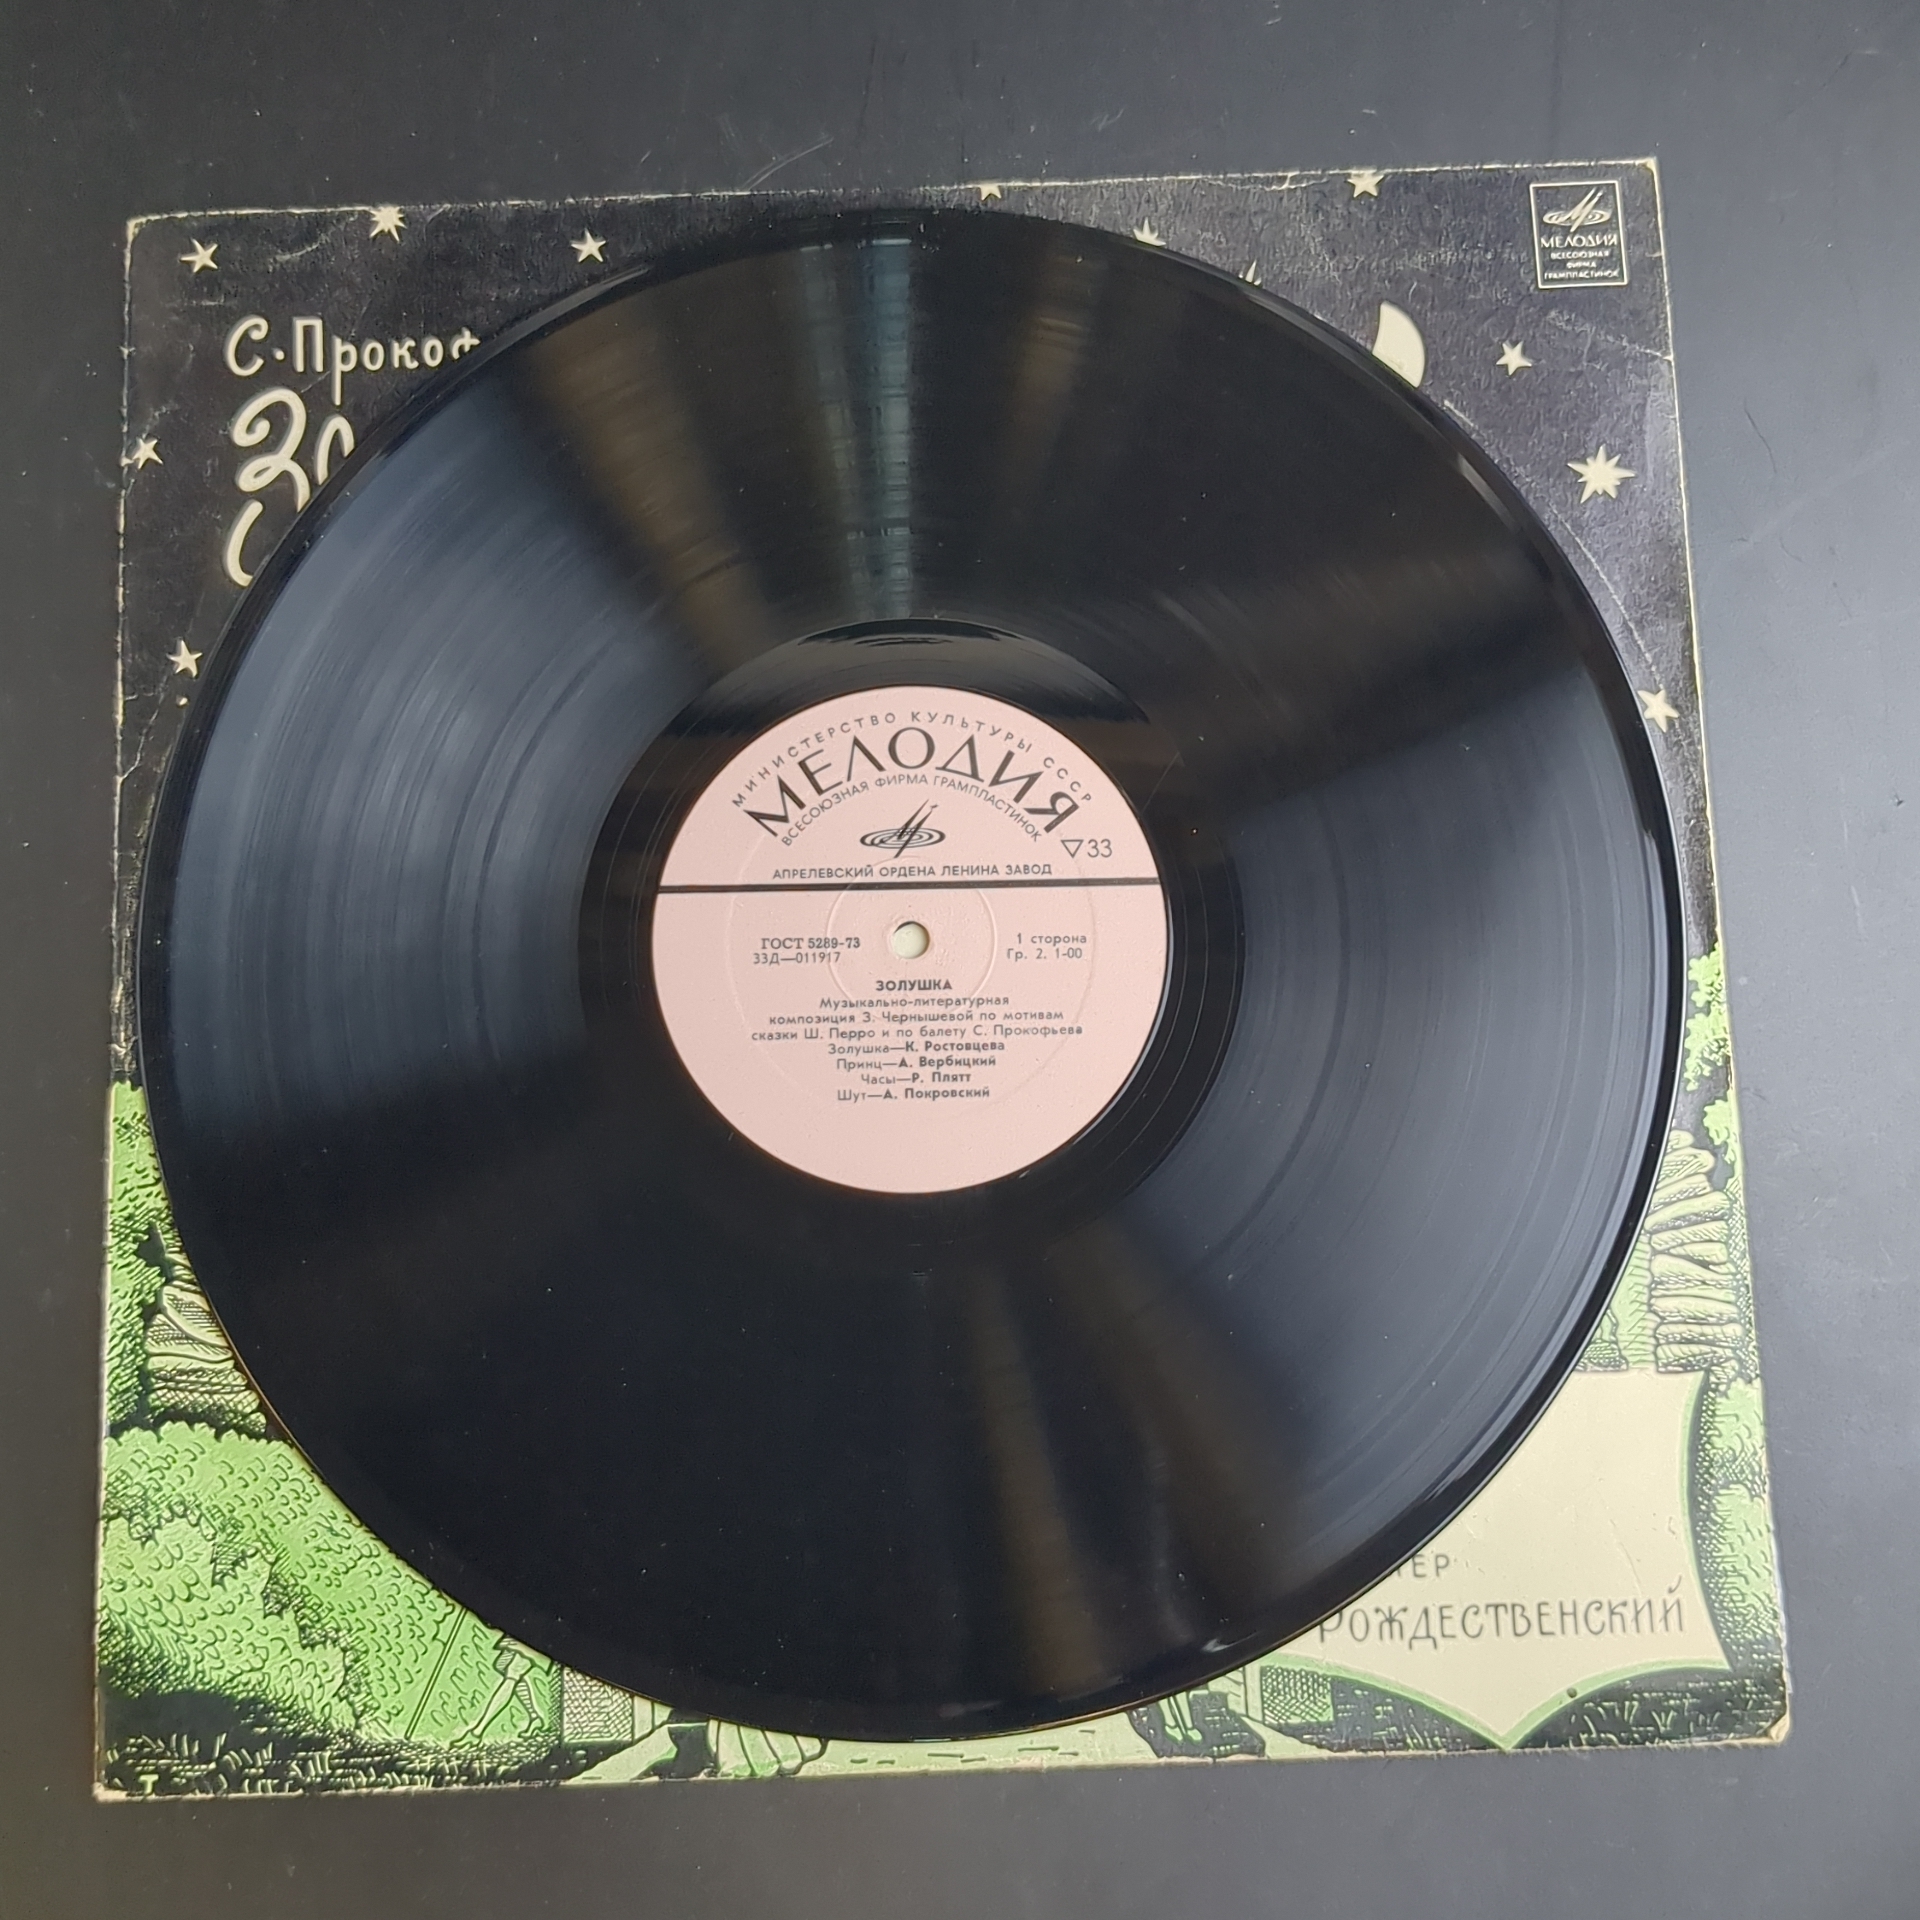 МЕЛОДИЯ
ВСЕСОЮЗНАЯ
ФИРМА
ГРАМПЛАСТИНОК
С. Прокоф
Зо
МИНИСТЕРСТВО КУЛЬТУРЫ СССР
МЕЛОДИЯ
ВСЕСОЮЗНАЯ ФИРМА ГРАМПЛАСТИНОК
▽33
АПРЕЛЕВСКИЙ ОРДЕНА ЛЕНИНА ЗАВОД
ГОСТ 5289-73
33Д—011917
1 сторона
Гр. 2. 1-00
ЗОЛУШКА
Музыкально-литературная
композиция З. Чернышевой по мотивам
сказки Ш. Перро и по балету С. Прокофьева
Золушка—К. Ростовцева
Принц—А. Вербицкий
Часы—Р. Плятт
Шут—А. Покровский
ЕР
РОЖДЕСТВЕНСКИЙ